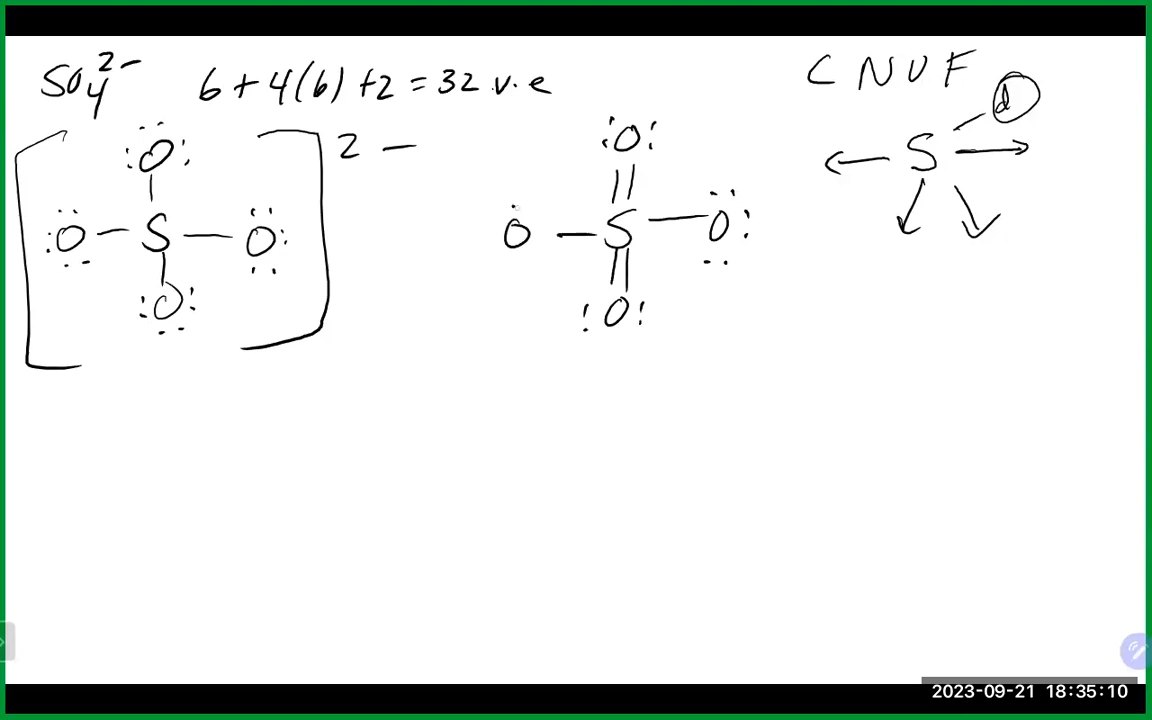 SO4 2-   6 + 4(6) + 2 = 32 v.e
C N O F
[ :O: 2-
:O - S - O:
:O: ]
:O:
O - S - O:
:O:
S d
2023-09-21 18:35:10